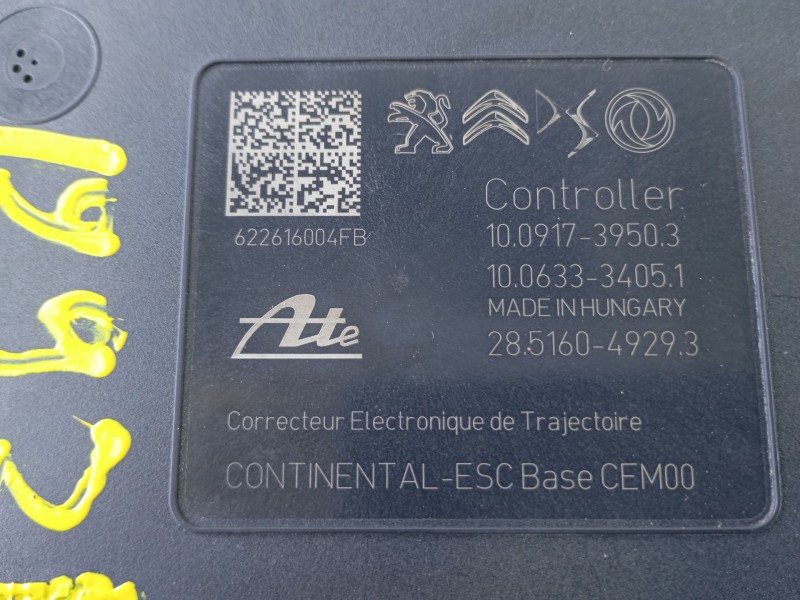 DS
622616004FB
Controller
10.0917-3950.3
10.0633-3405.1
MADE IN HUNGARY
28.5160-4929.3
Ate
Correcteur Electronique de Trajectoire
CONTINENTAL-ESC Base CEM00